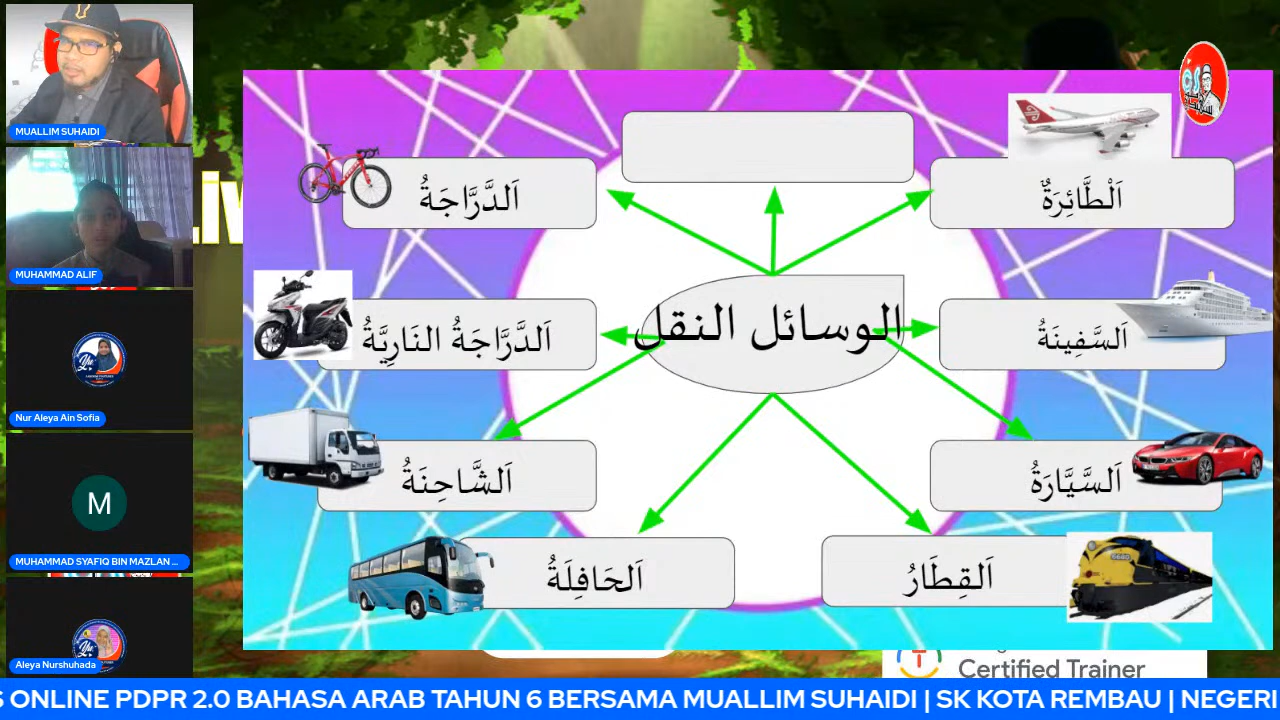 MUALLIM SUHAIDI
MUHAMMAD ALIF
Nur Aleya Ain Sofia
M
MUHAMMAD SYAFIQ BIN MAZLAN ...
Aleya Nurshuhada
اَلْطَّائِرَةٌ
اَلدَّرَّاجَةُ
الوسائل النقل
اَلسَّفِينَةُ
اَلدَّرَّاجَةُ النَارِيَّةُ
اَلسَّيَّارَةُ
اَلشَّاحِنَةُ
اَلقِطَارُ
اَلحَافِلَةُ
Certified Trainer
S ONLINE PDPR 2.0 BAHASA ARAB TAHUN 6 BERSAMA MUALLIM SUHAIDI | SK KOTA REMBAU | NEGERI